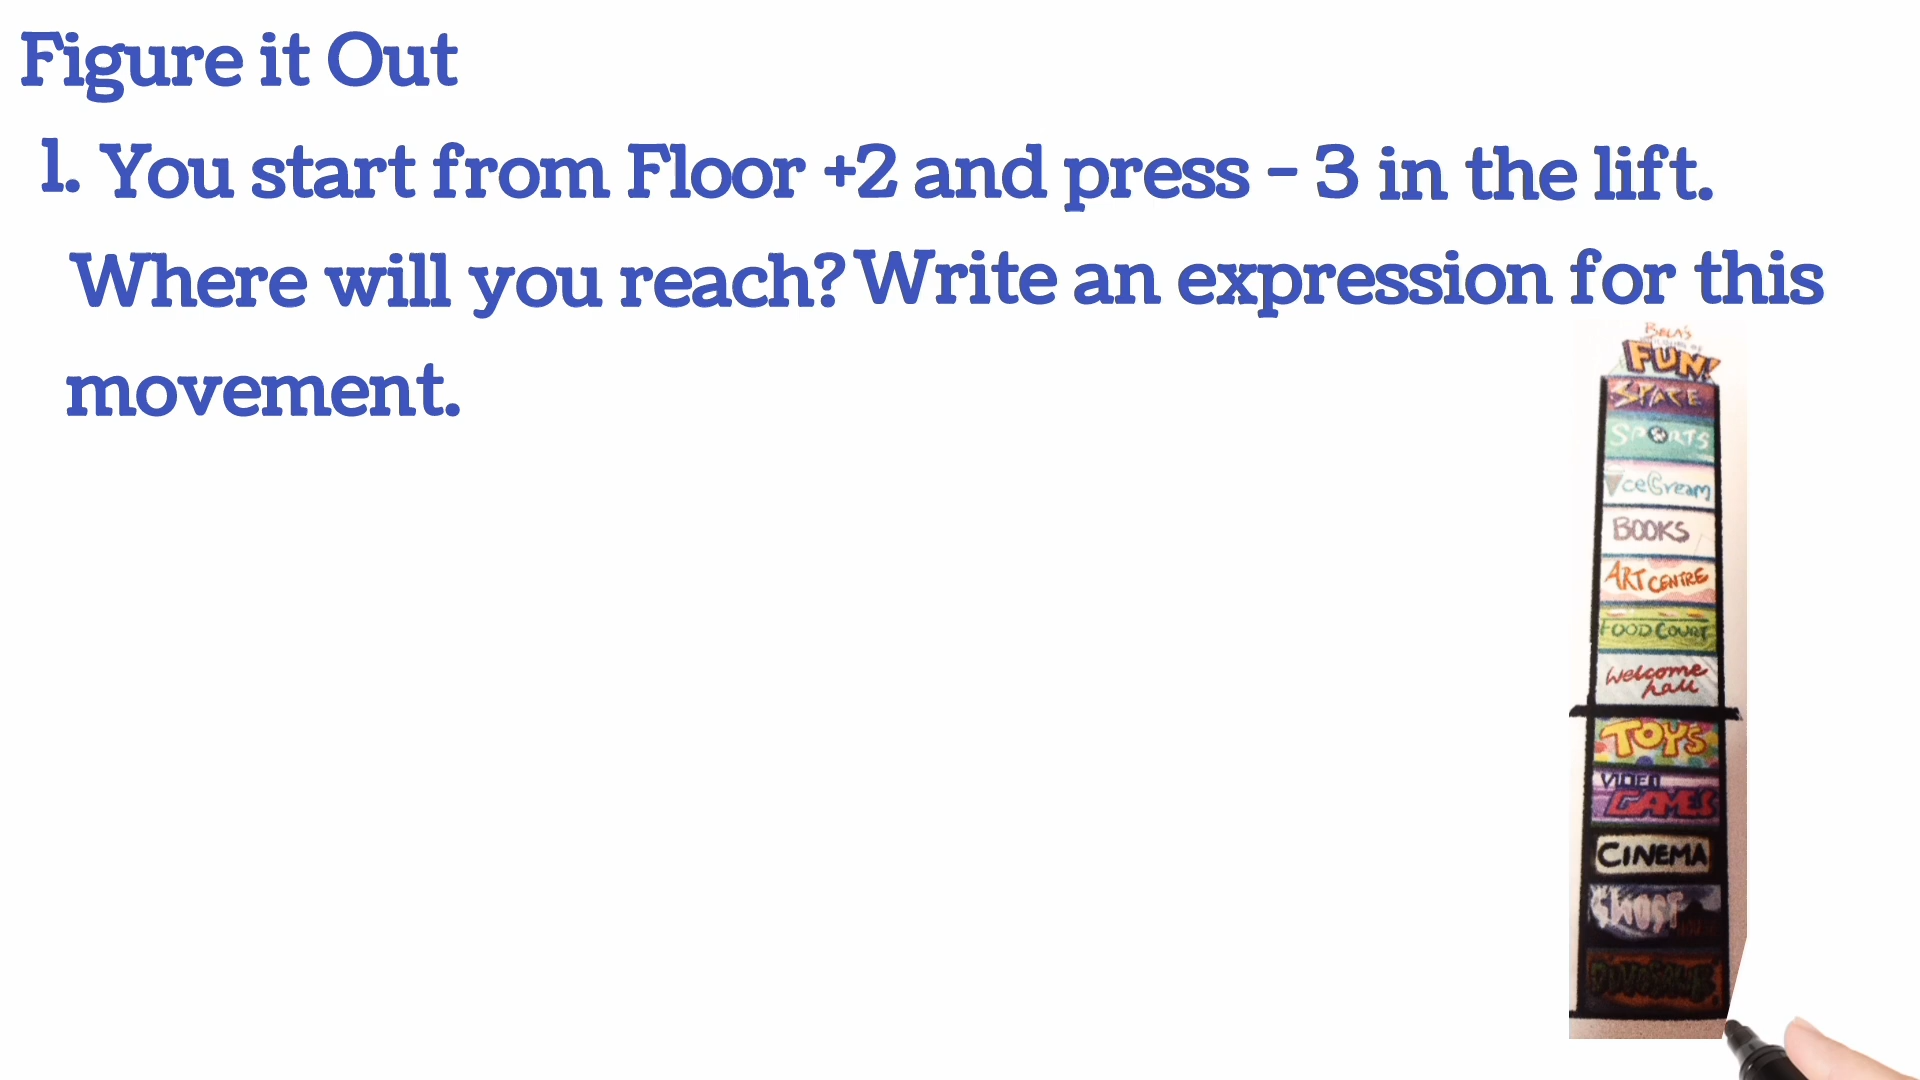 Figure it Out
1. You start from Floor +2 and press - 3 in the lift.
Where will you reach? Write an expression for this
movement.
BELA'S
FUN!
SPACE
SPORTS
IceCream
BOOKS
ART CENTRE
FOOD COURT
Welcome
hall
TOYS
VIDEO
GAMES
CINEMA
GHOST